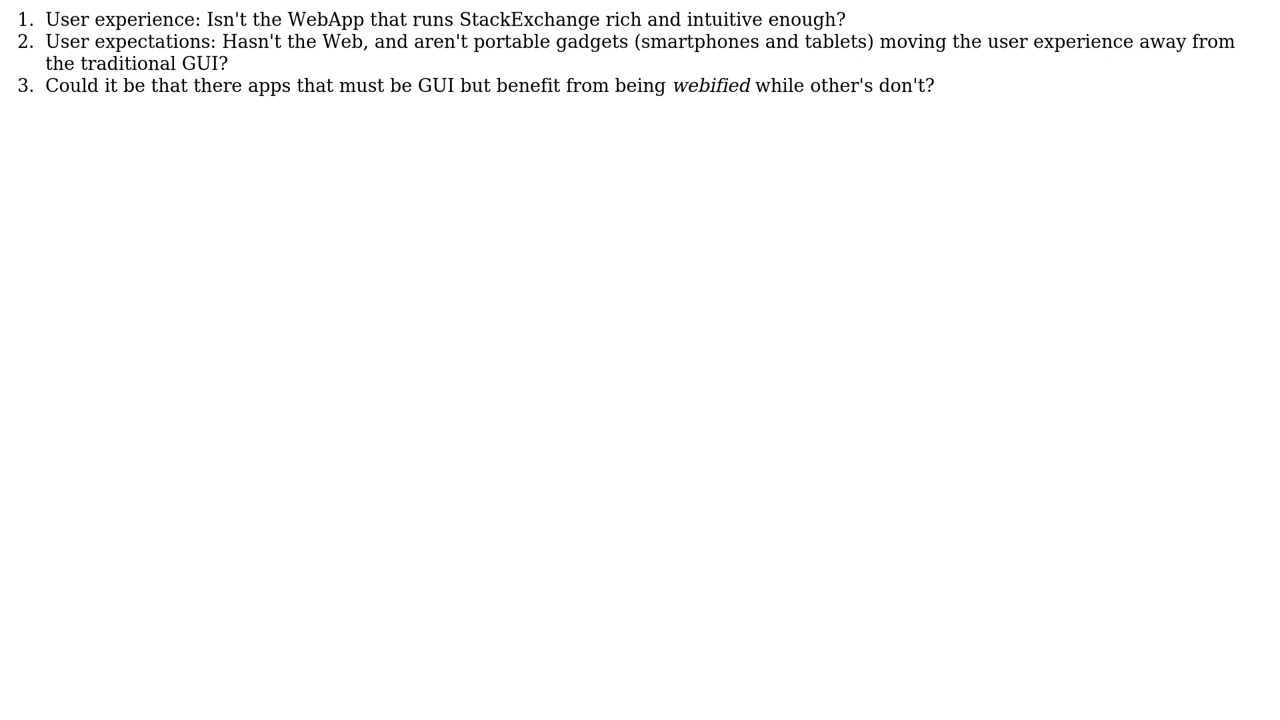 1. User experience: Isn't the WebApp that runs StackExchange rich and intuitive enough?
2. User expectations: Hasn't the Web, and aren't portable gadgets (smartphones and tablets) moving the user experience away from
the traditional GUI?
3. Could it be that there apps that must be GUI but benefit from being webified while other's don't?